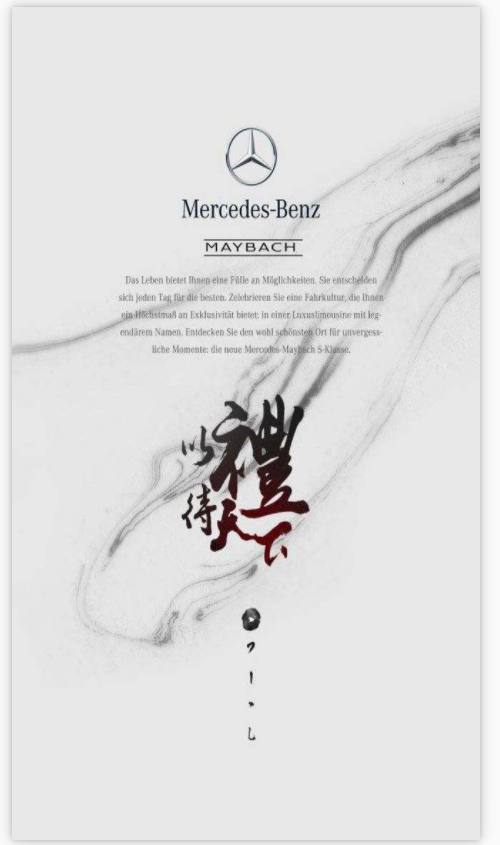 Mercedes-Benz
MAYBACH
Das Leben bietet Ihnen eine Fülle an Möglichkeiten. Sie entscheiden
sich jeden Tag für die besten. Zelebrieren Sie eine Fahrkultur, die Ihnen
ein Höchstmaß an Exklusivität bietet: in einer Luxuslimousine mit leg-
endärem Namen. Entdecken Sie den wohl schönsten Ort für unvergess-
liche Momente: die neue Mercedes-Maybach S-Klasse.
以禮
待天下